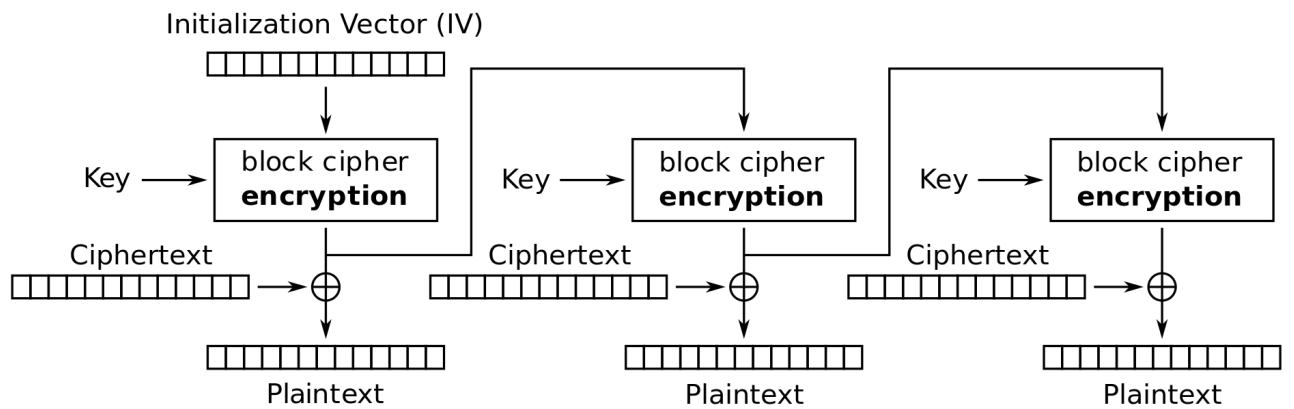 Initialization Vector (IV)
block cipher
encryption
Key
Ciphertext
Plaintext
block cipher
encryption
Key
Ciphertext
Plaintext
block cipher
encryption
Key
Ciphertext
Plaintext